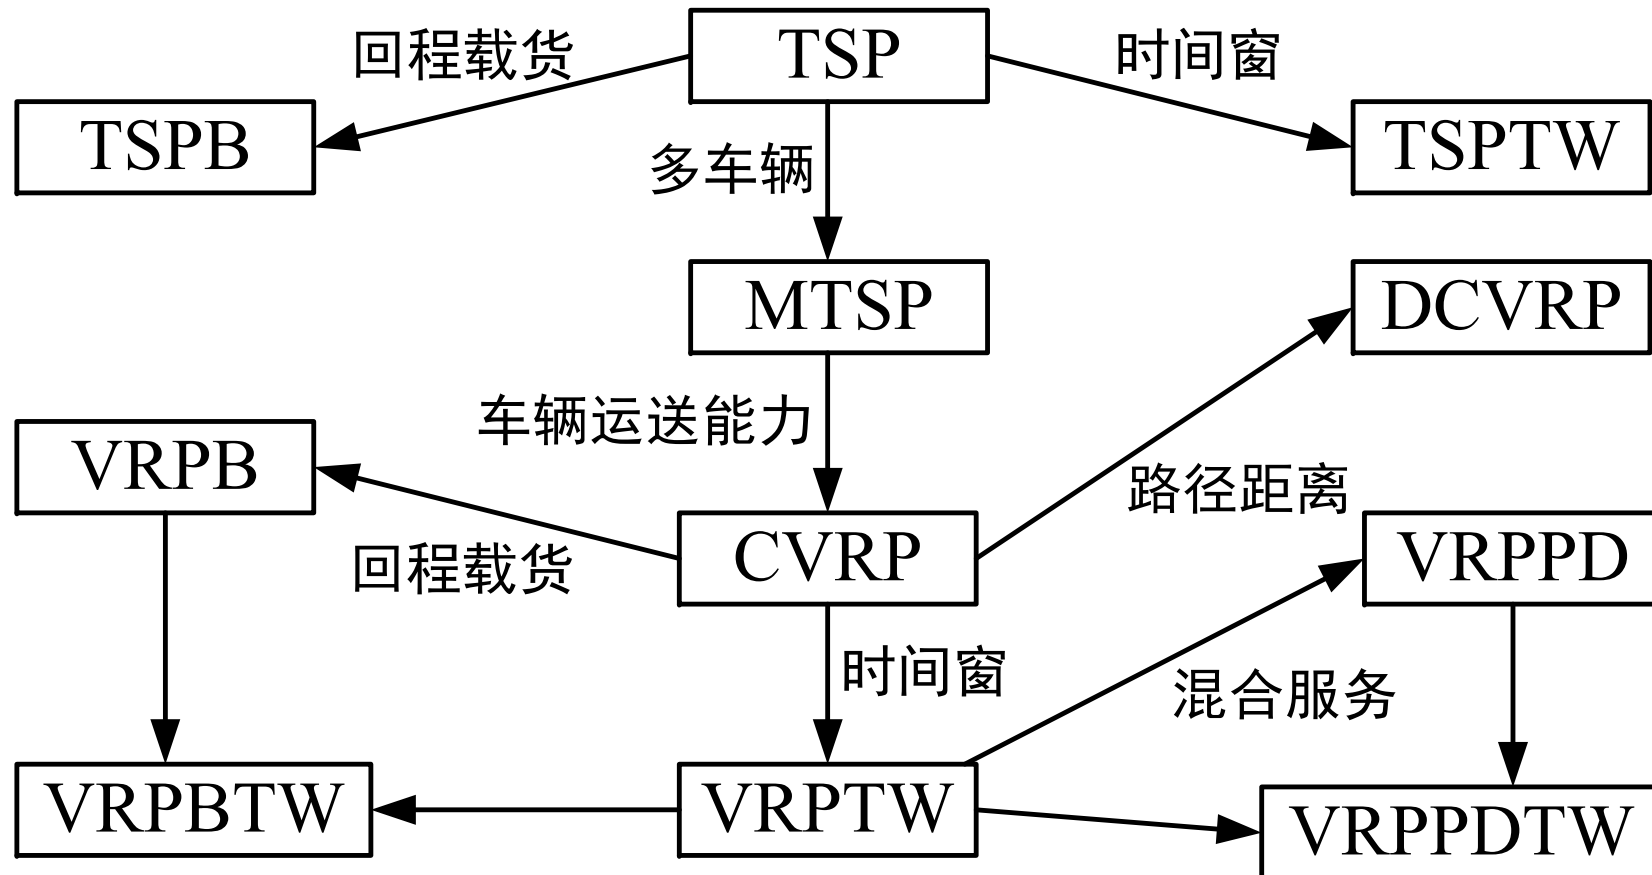 TSP
回程载货
时间窗
TSPB
TSPTW
多车辆
MTSP
DCVRP
车辆运送能力
VRPB
路径距离
CVRP
VRPPD
回程载货
时间窗
混合服务
VRPBTW
VRPTW
VRPPDTW